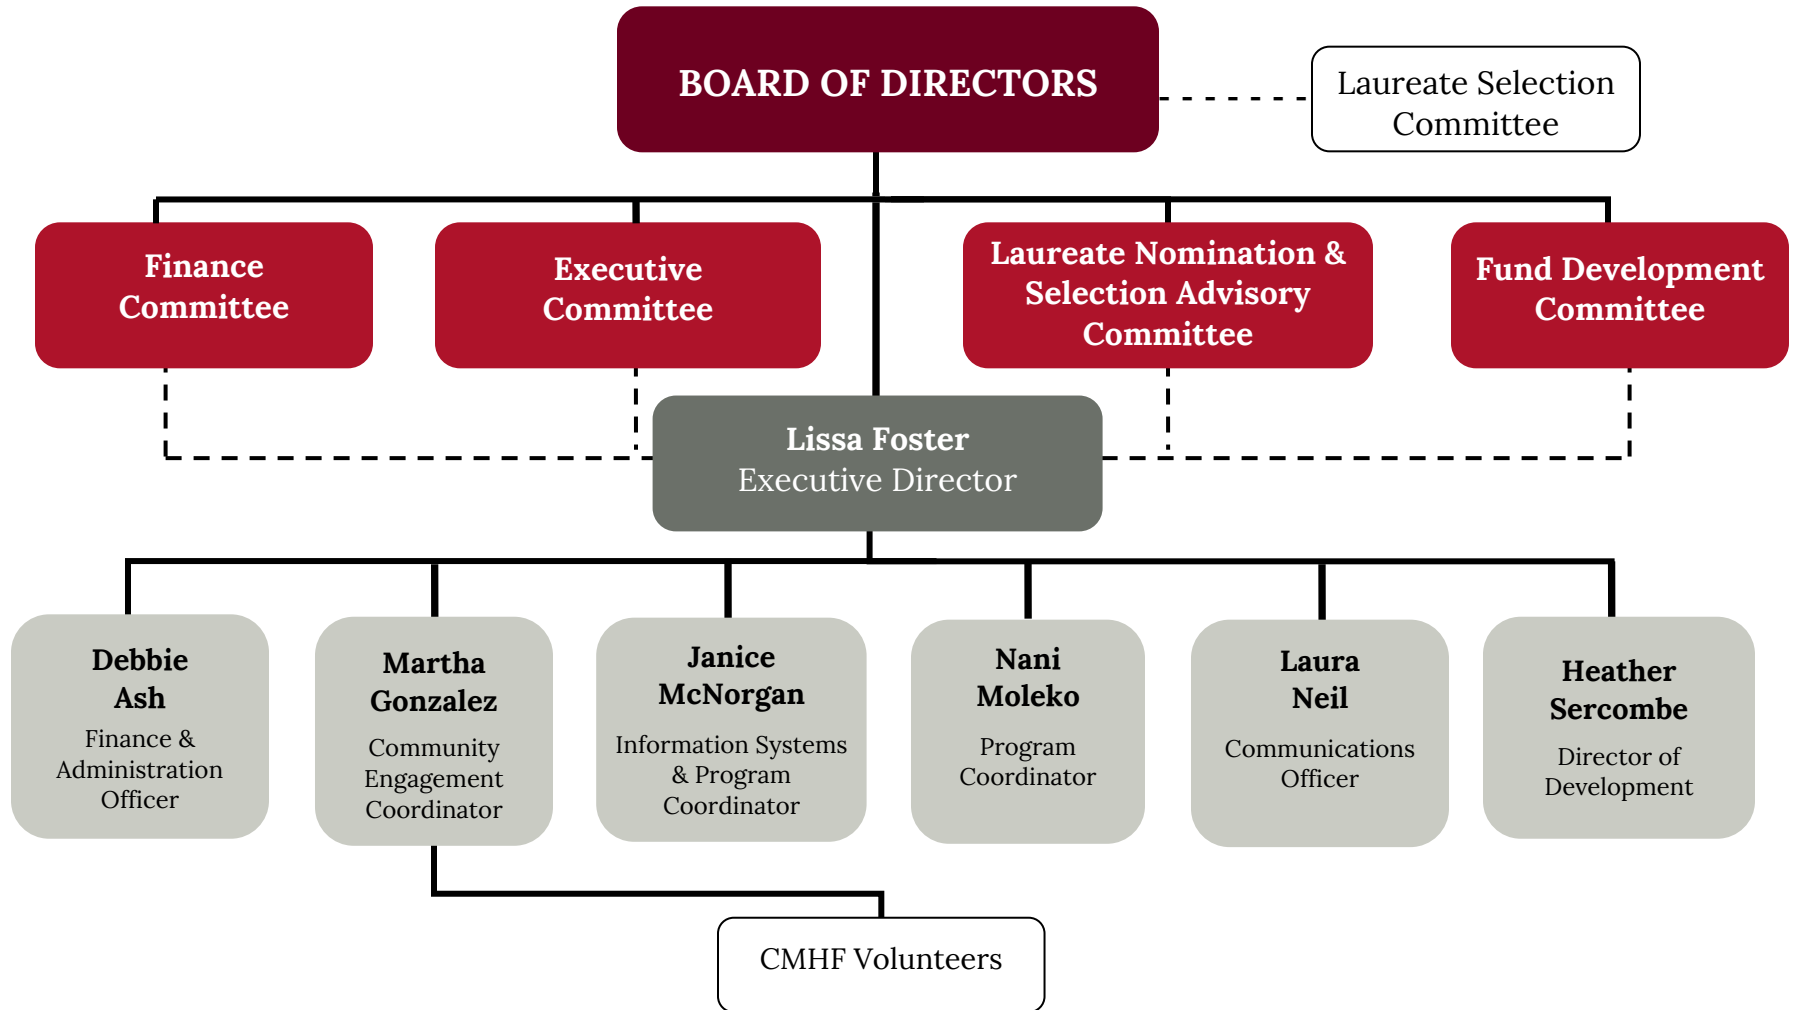 BOARD OF DIRECTORS
Laureate Selection
Committee
Finance
Committee
Executive
Committee
Laureate Nomination &
Selection Advisory
Committee
Fund Development
Committee
Lissa Foster
Executive Director
Debbie
Ash
Finance &
Administration
Officer
Martha
Gonzalez
Community
Engagement
Coordinator
Janice
McNorgan
Information Systems
& Program
Coordinator
Nani
Moleko
Program
Coordinator
Laura
Neil
Communications
Officer
Heather
Sercombe
Director of
Development
CMHF Volunteers